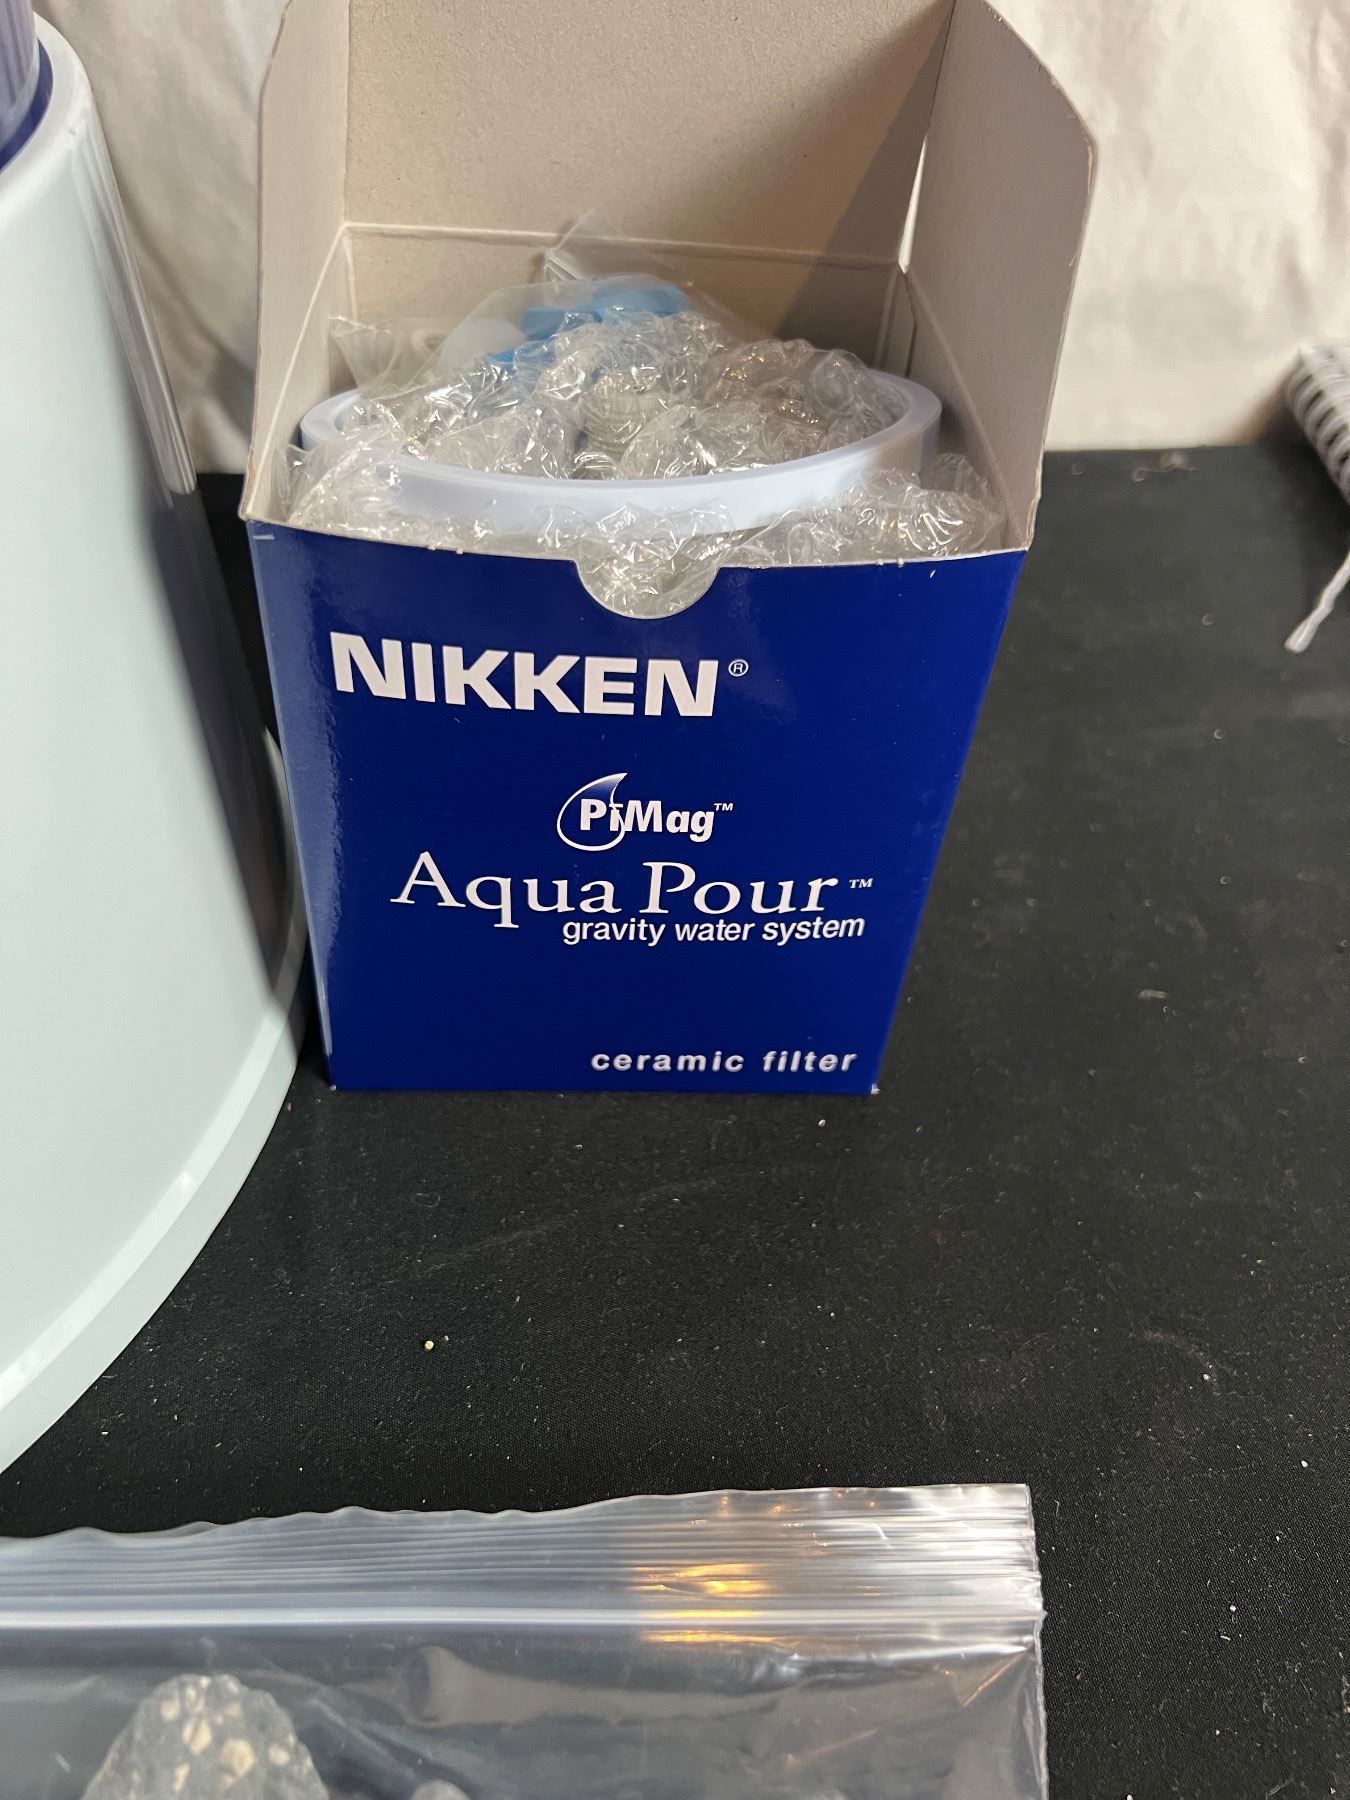 NIKKEN®
PiMag™
Aqua Pour™
gravity water system
ceramic filter